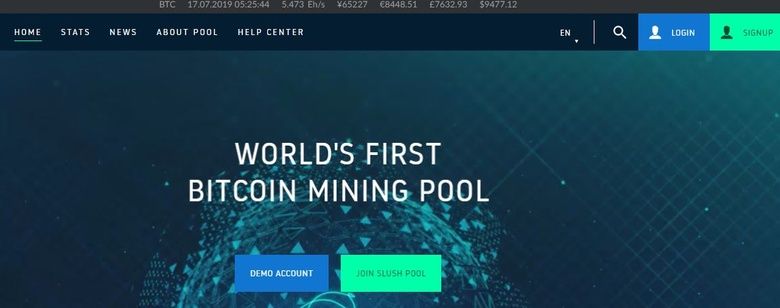 BTC 17.07.2019 05:25:44 5.473 Eh/s ¥65227 €8448.51 £7632.93 $9477.12
HOME STATS NEWS ABOUT POOL HELP CENTER EN LOGIN SIGNUP
WORLD'S FIRST
BITCOIN MINING POOL
DEMO ACCOUNT JOIN SLUSH POOL